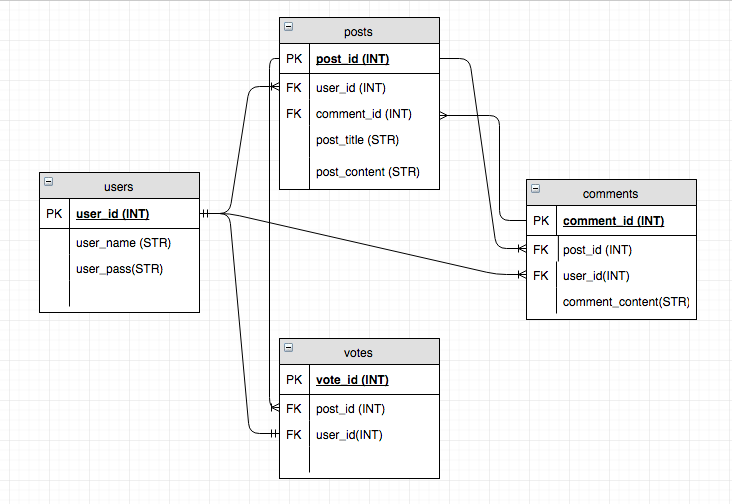 posts
PK post_id (INT)
FK user_id (INT)
FK comment_id (INT)
post_title (STR)
post_content (STR)
users
PK user_id (INT)
user_name (STR)
user_pass(STR)
comments
PK comment_id (INT)
FK post_id (INT)
FK user_id(INT)
comment_content(STR)
votes
PK vote_id (INT)
FK post_id (INT)
FK user_id(INT)